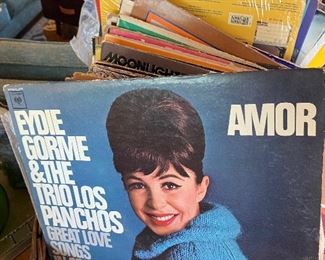 MOONLIGHT
EYDIE
GORME
& THE
TRIO LOS
PANCHOS
GREAT LOVE
SONGS
AMOR